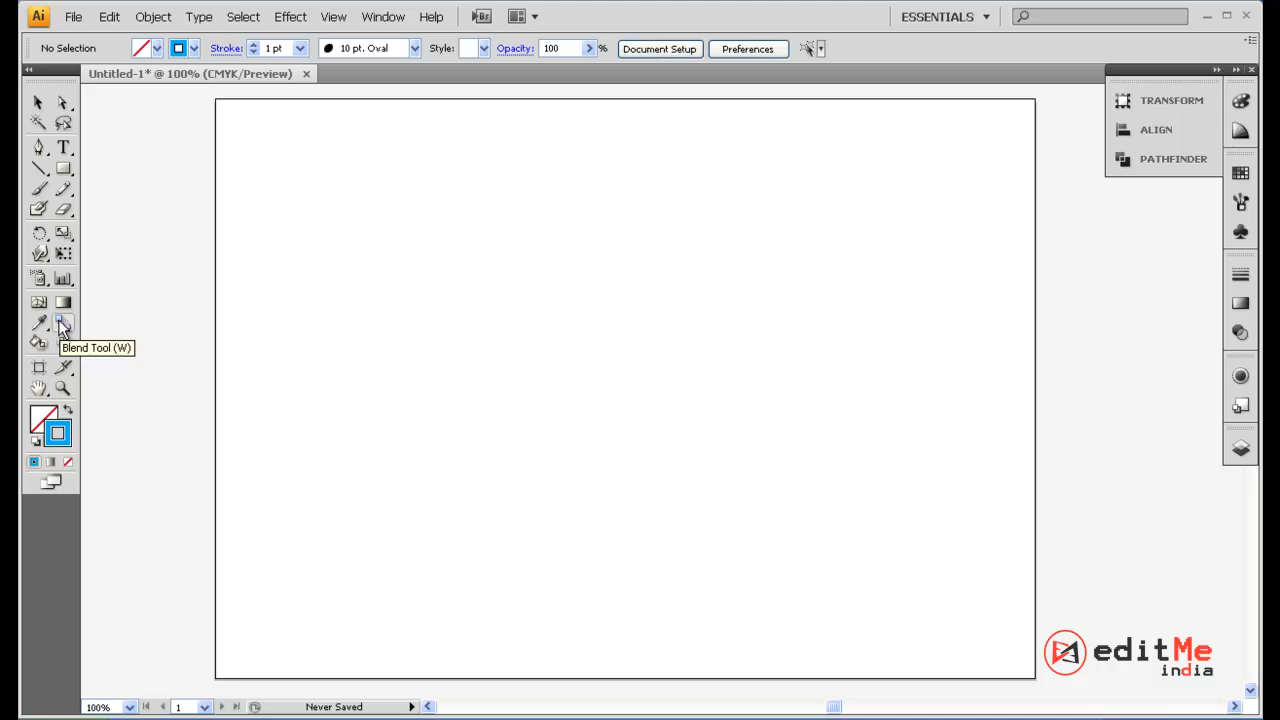 Ai File Edit Object Type Select Effect View Window Help Br ESSENTIALS
No Selection Stroke: 1 pt 10 pt. Oval Style: Opacity: 100 % Document Setup Preferences
Untitled-1* @ 100% (CMYK/Preview)
TRANSFORM
ALIGN
PATHFINDER
T
Blend Tool (W)
editMe
india
100% 1 Never Saved